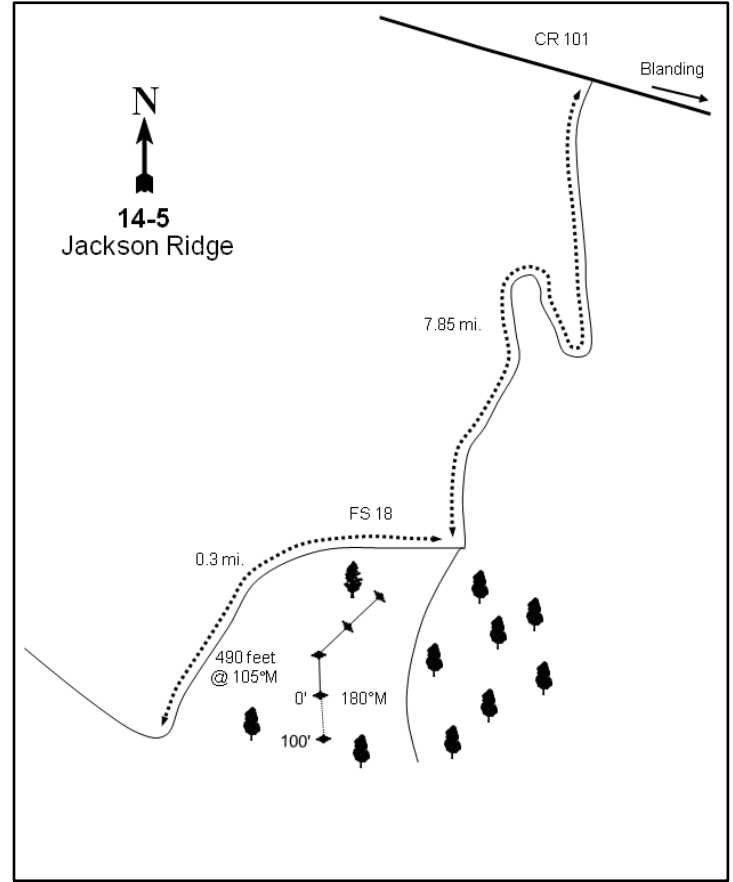 CR 101
Blanding
N
14-5
Jackson Ridge
7.85 mi.
FS 18
0.3 mi.
490 feet
@ 105°M
0' 180°M
100'